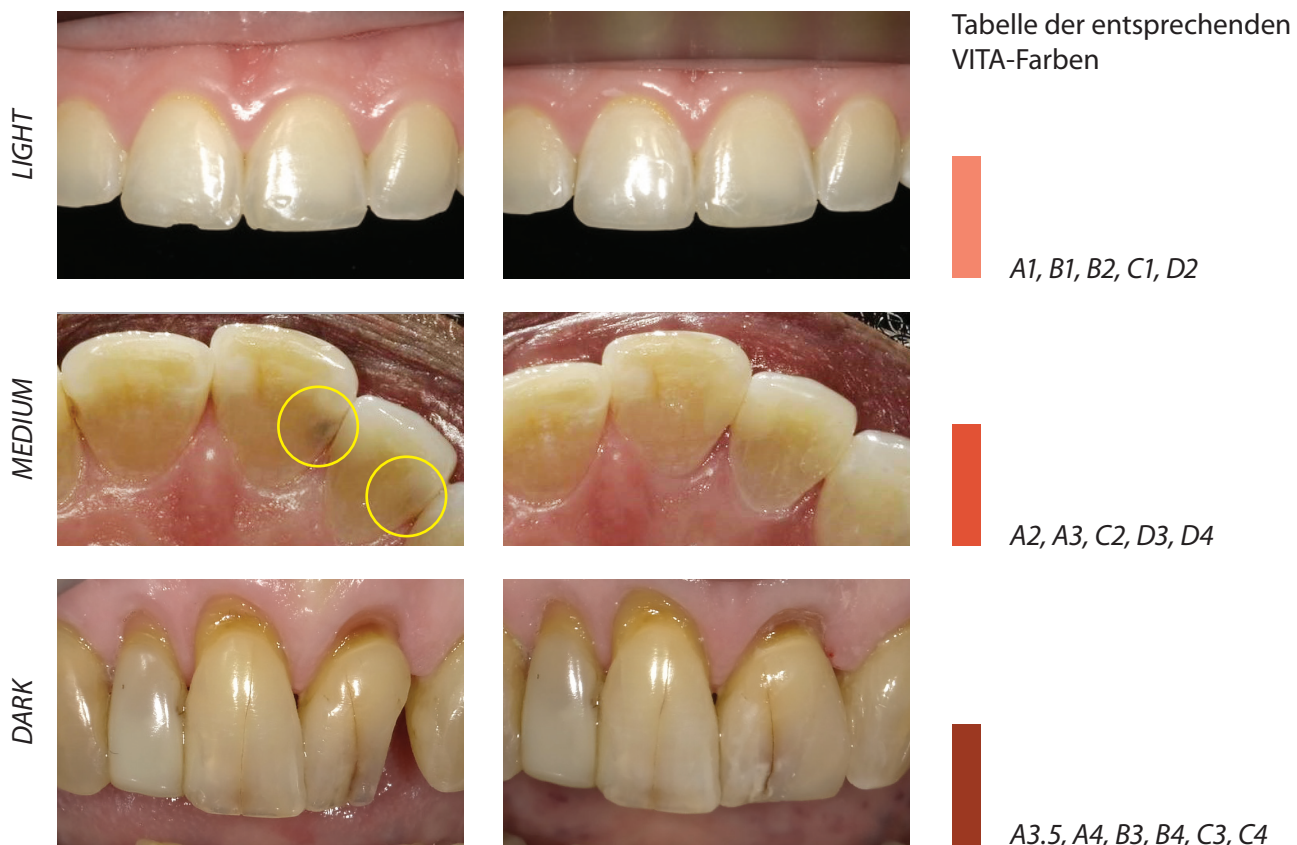 Tabelle der entsprechenden
VITA-Farben
LIGHT
A1, B1, B2, C1, D2
MEDIUM
A2, A3, C2, D3, D4
DARK
A3.5, A4, B3, B4, C3, C4